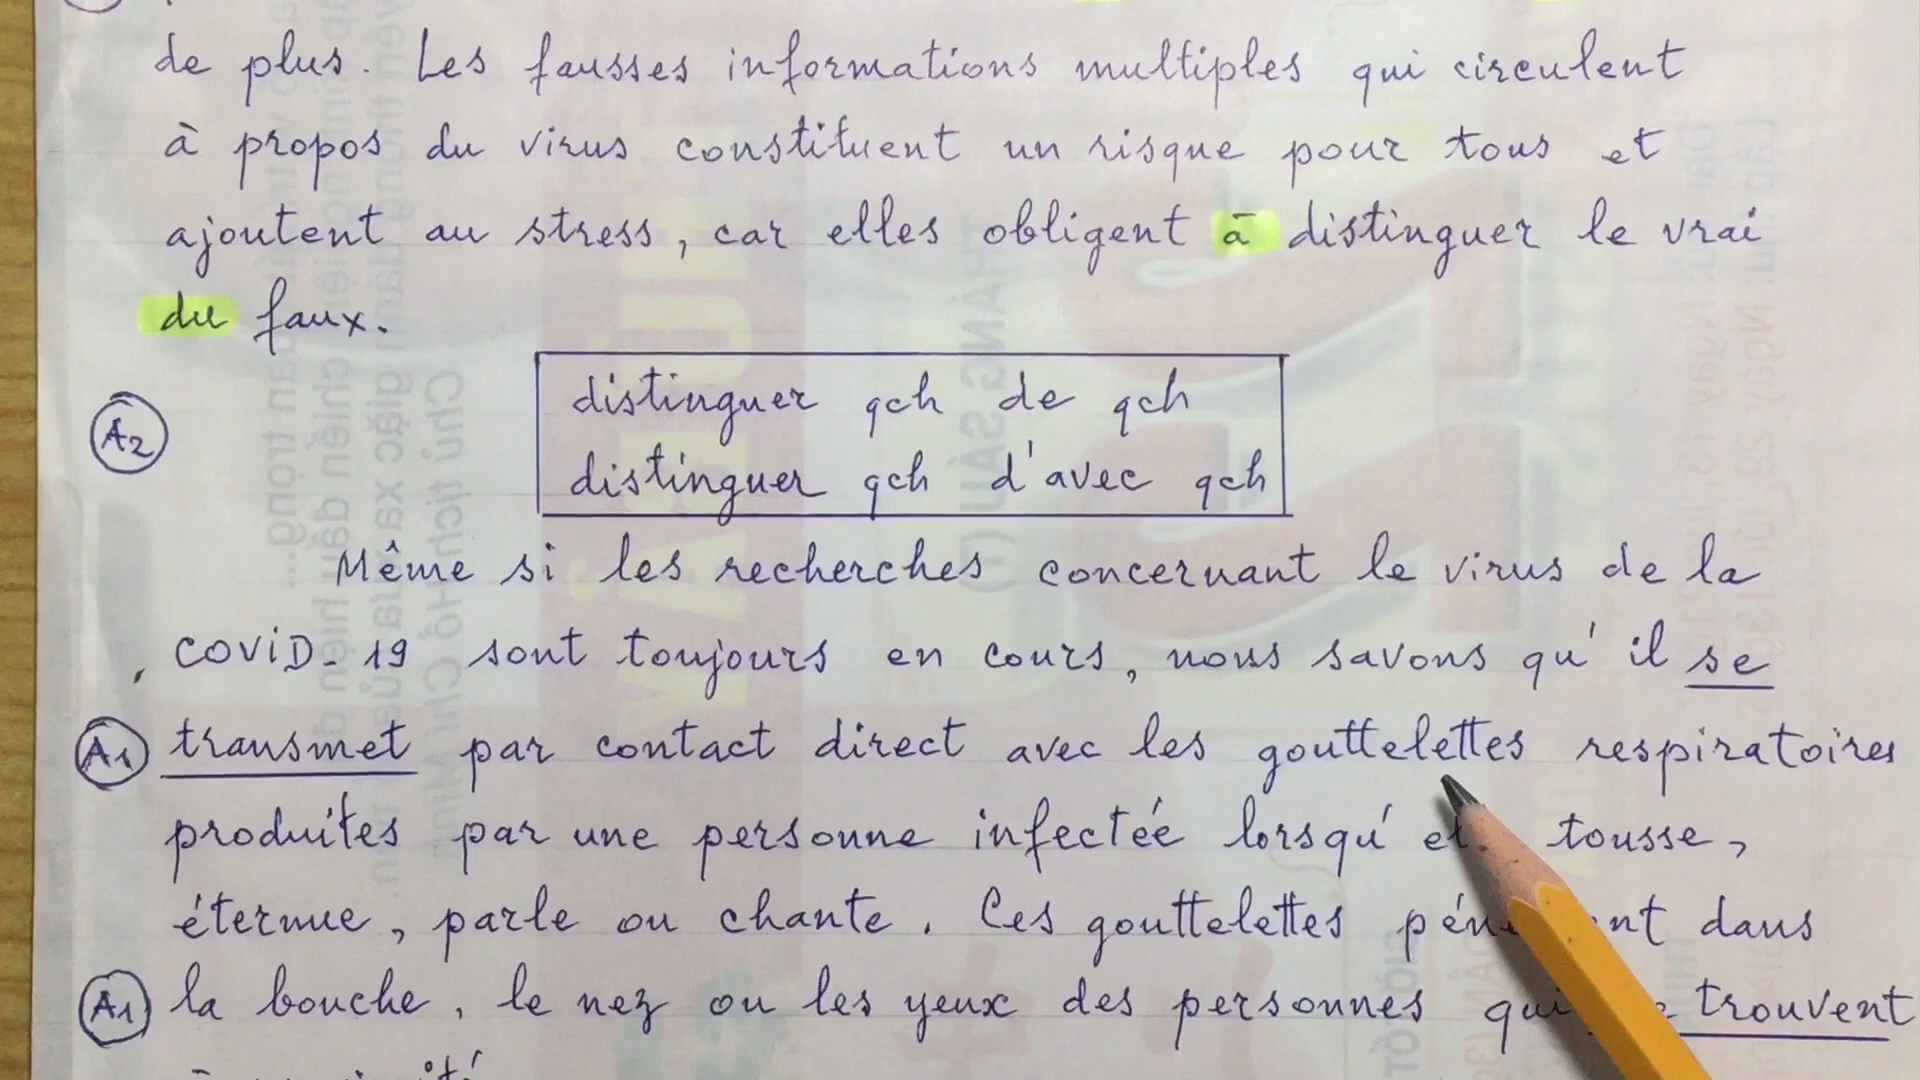 de plus. Les fausses informations multiples qui circulent
à propos du virus constituent un risque pour tous et
ajoutent au stress, car elles obligent à distinguer le vrai
du faux.
A2
distinguer qch de qch
distinguer qch d'avec qch
Même si les recherches concernant le virus de la
COVID-19 sont toujours en cours, nous savons qu'il se
A1 transmet par contact direct avec les gouttelettes respiratoires
produites par une personne infectée lorsqu' tousse,
éternue, parle ou chante. Ces gouttelettes dans
A1 la bouche, le nez ou les yeux des personnes qui trouvent